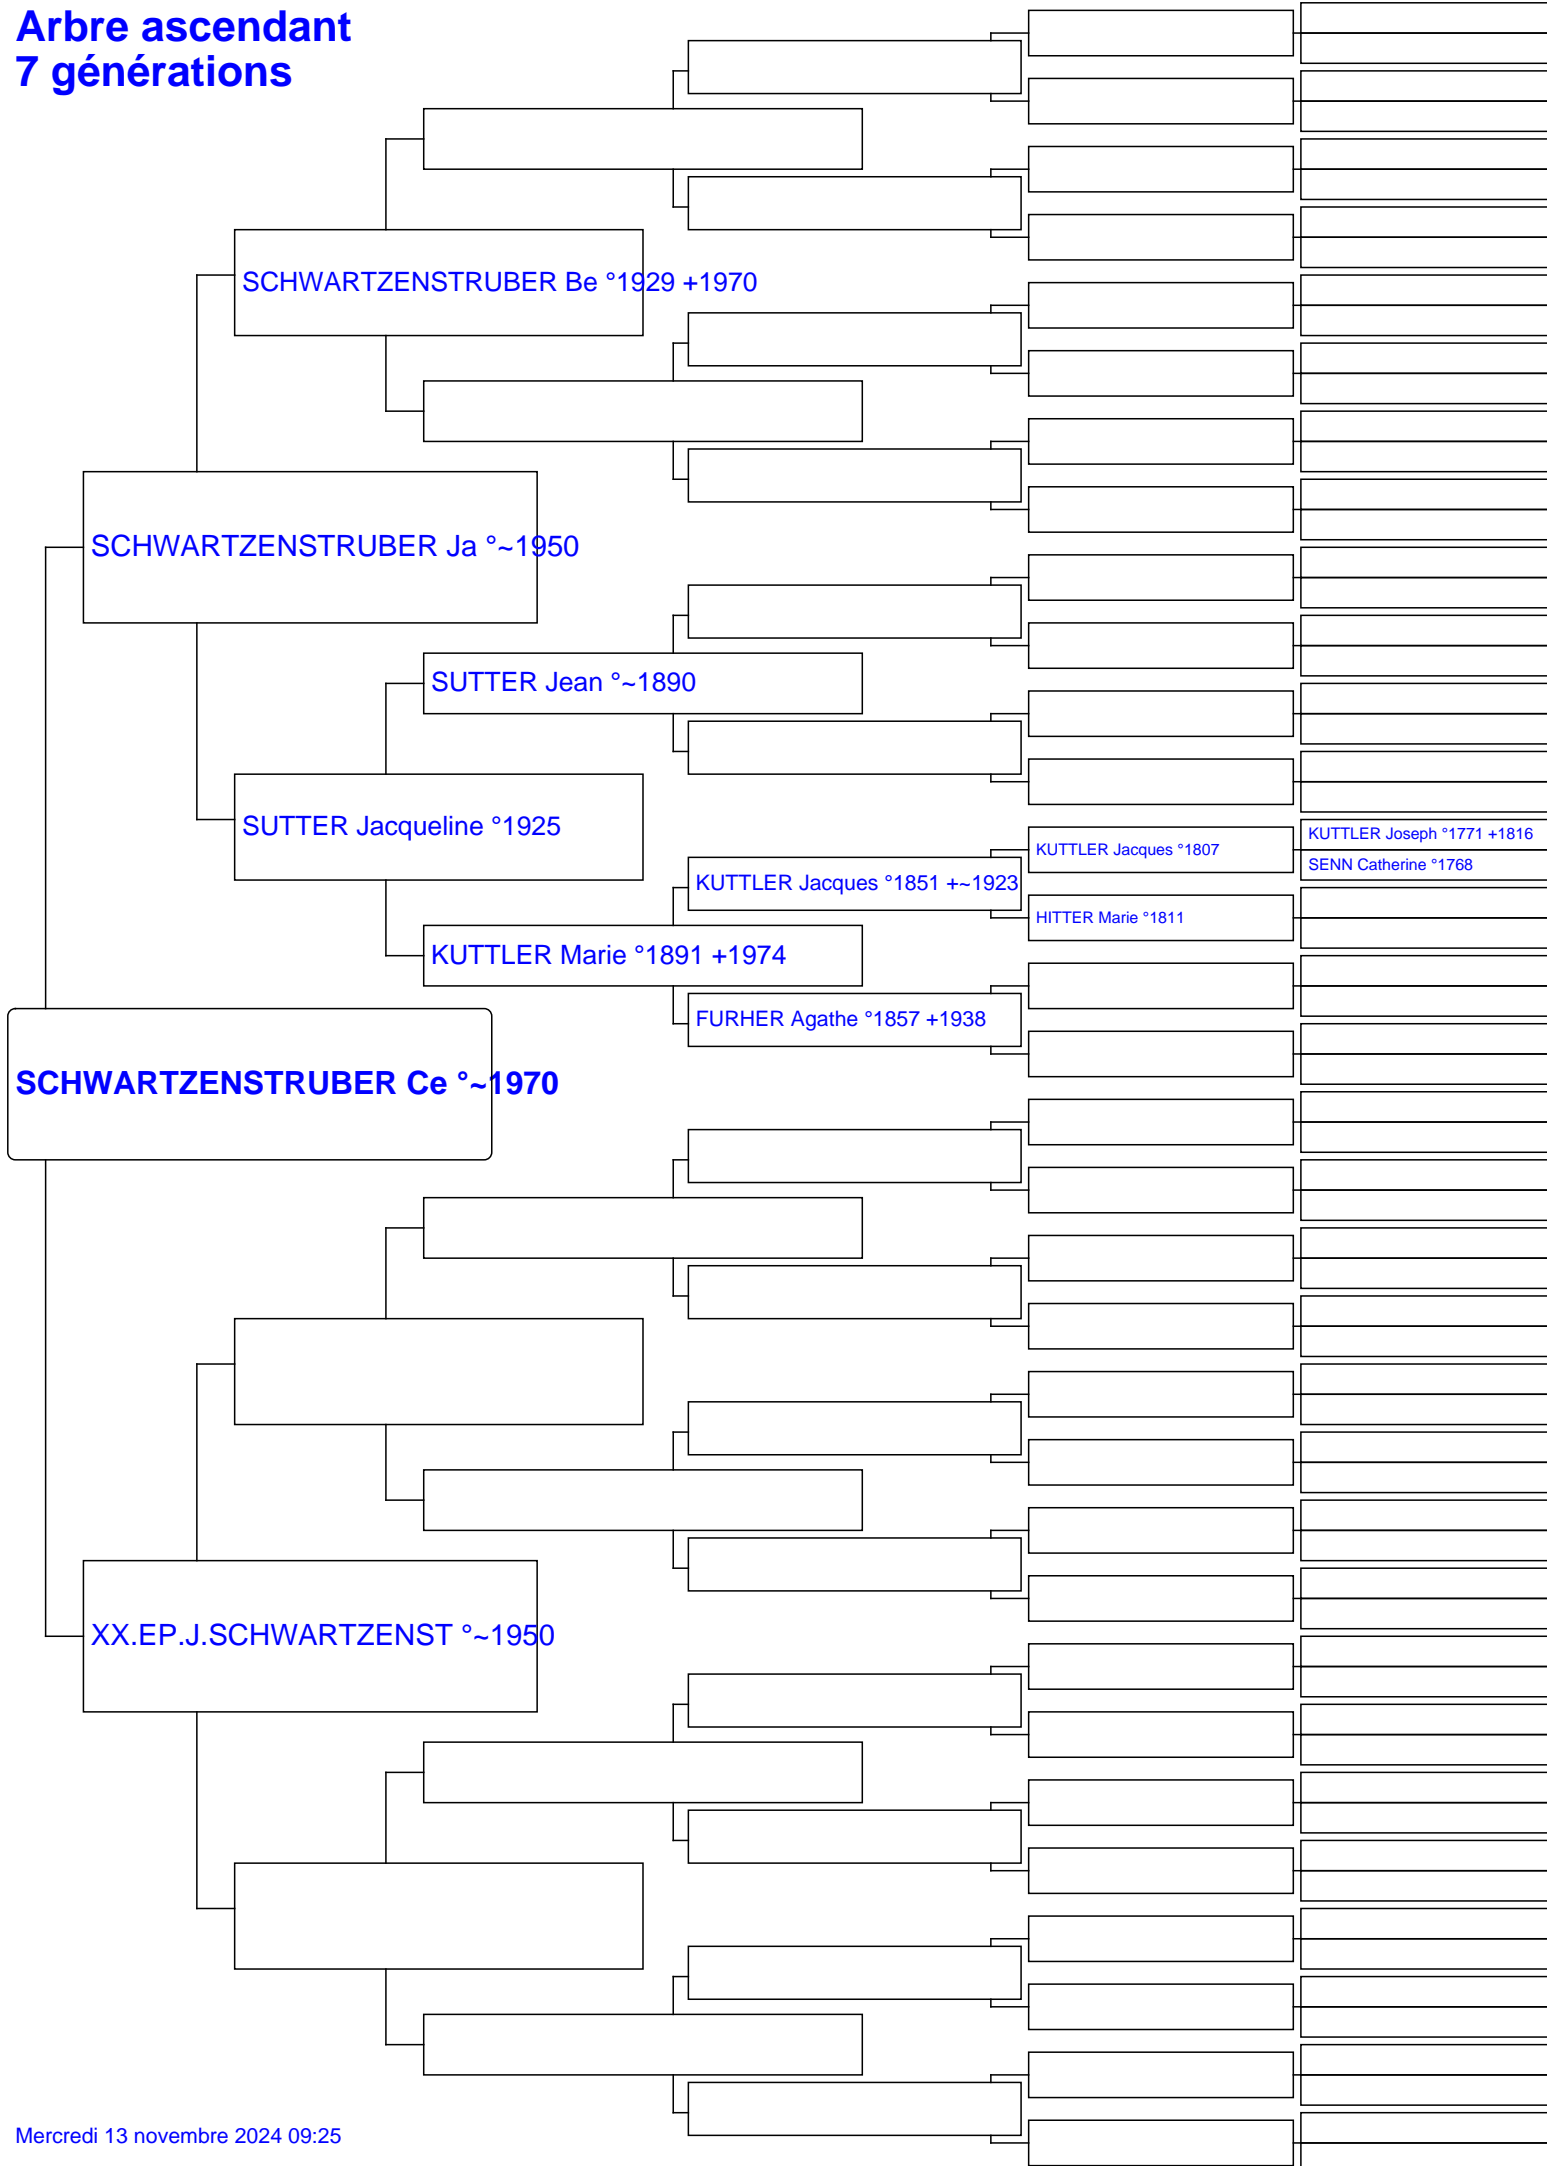 Arbre ascendant
7 générations
SCHWARTZENSTRUBER Be °1929 +1970
SCHWARTZENSTRUBER Ja °~1950
SUTTER Jean °~1890
SUTTER Jacqueline °1925
KUTTLER Joseph °1771 +1816
KUTTLER Jacques °1807
SENN Catherine °1768
KUTTLER Jacques °1851 +~1923
HITTER Marie °1811
KUTTLER Marie °1891 +1974
FURHER Agathe °1857 +1938
SCHWARTZENSTRUBER Ce °~1970
XX.EP.J.SCHWARTZENST °~1950
Mercredi 13 novembre 2024 09:25